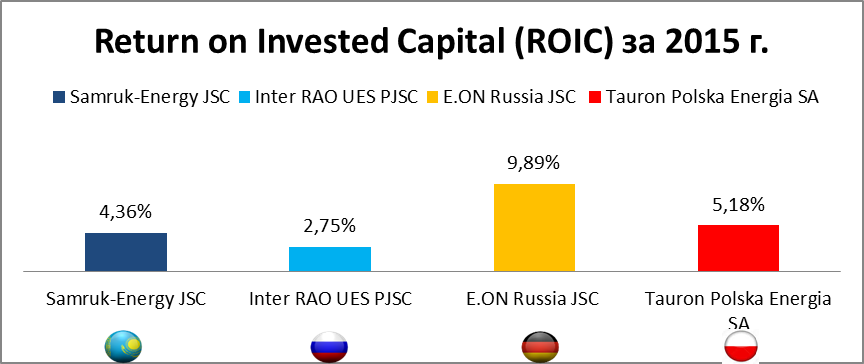 Return on Invested Capital (ROIC) за 2015 г.
Samruk-Energy JSC Inter RAO UES PJSC E.ON Russia JSC Tauron Polska Energia SA
4,36%
2,75%
9,89%
5,18%
Samruk-Energy JSC
Inter RAO UES PJSC
E.ON Russia JSC
Tauron Polska Energia
SA